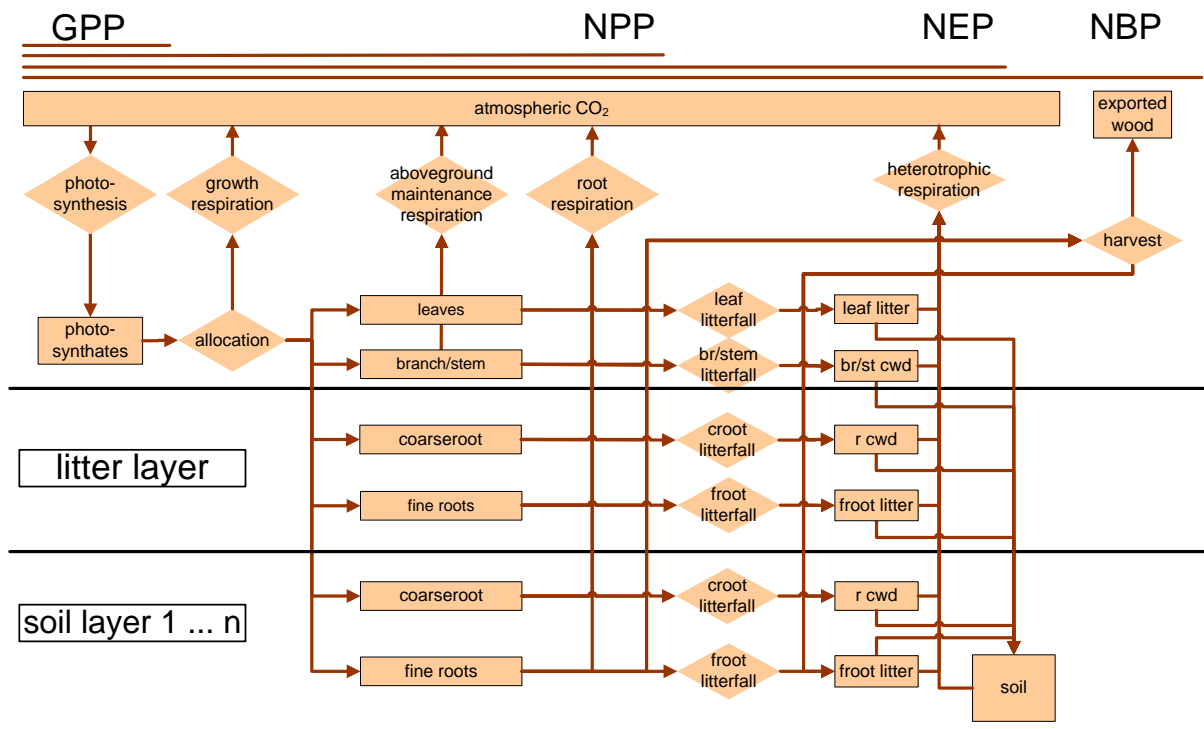 GPP
NPP
NEP
NBP
atmospheric CO₂
exported
wood
photo-
synthesis
growth
respiration
aboveground
maintenance
respiration
root
respiration
heterotrophic
respiration
harvest
photo-
synthates
allocation
leaves
leaf
litterfall
leaf litter
branch/stem
br/stem
litterfall
br/st cwd
litter layer
coarseroot
croot
litterfall
r cwd
fine roots
froot
litterfall
froot litter
soil layer 1 ... n
coarseroot
croot
litterfall
r cwd
fine roots
froot
litterfall
froot litter
soil